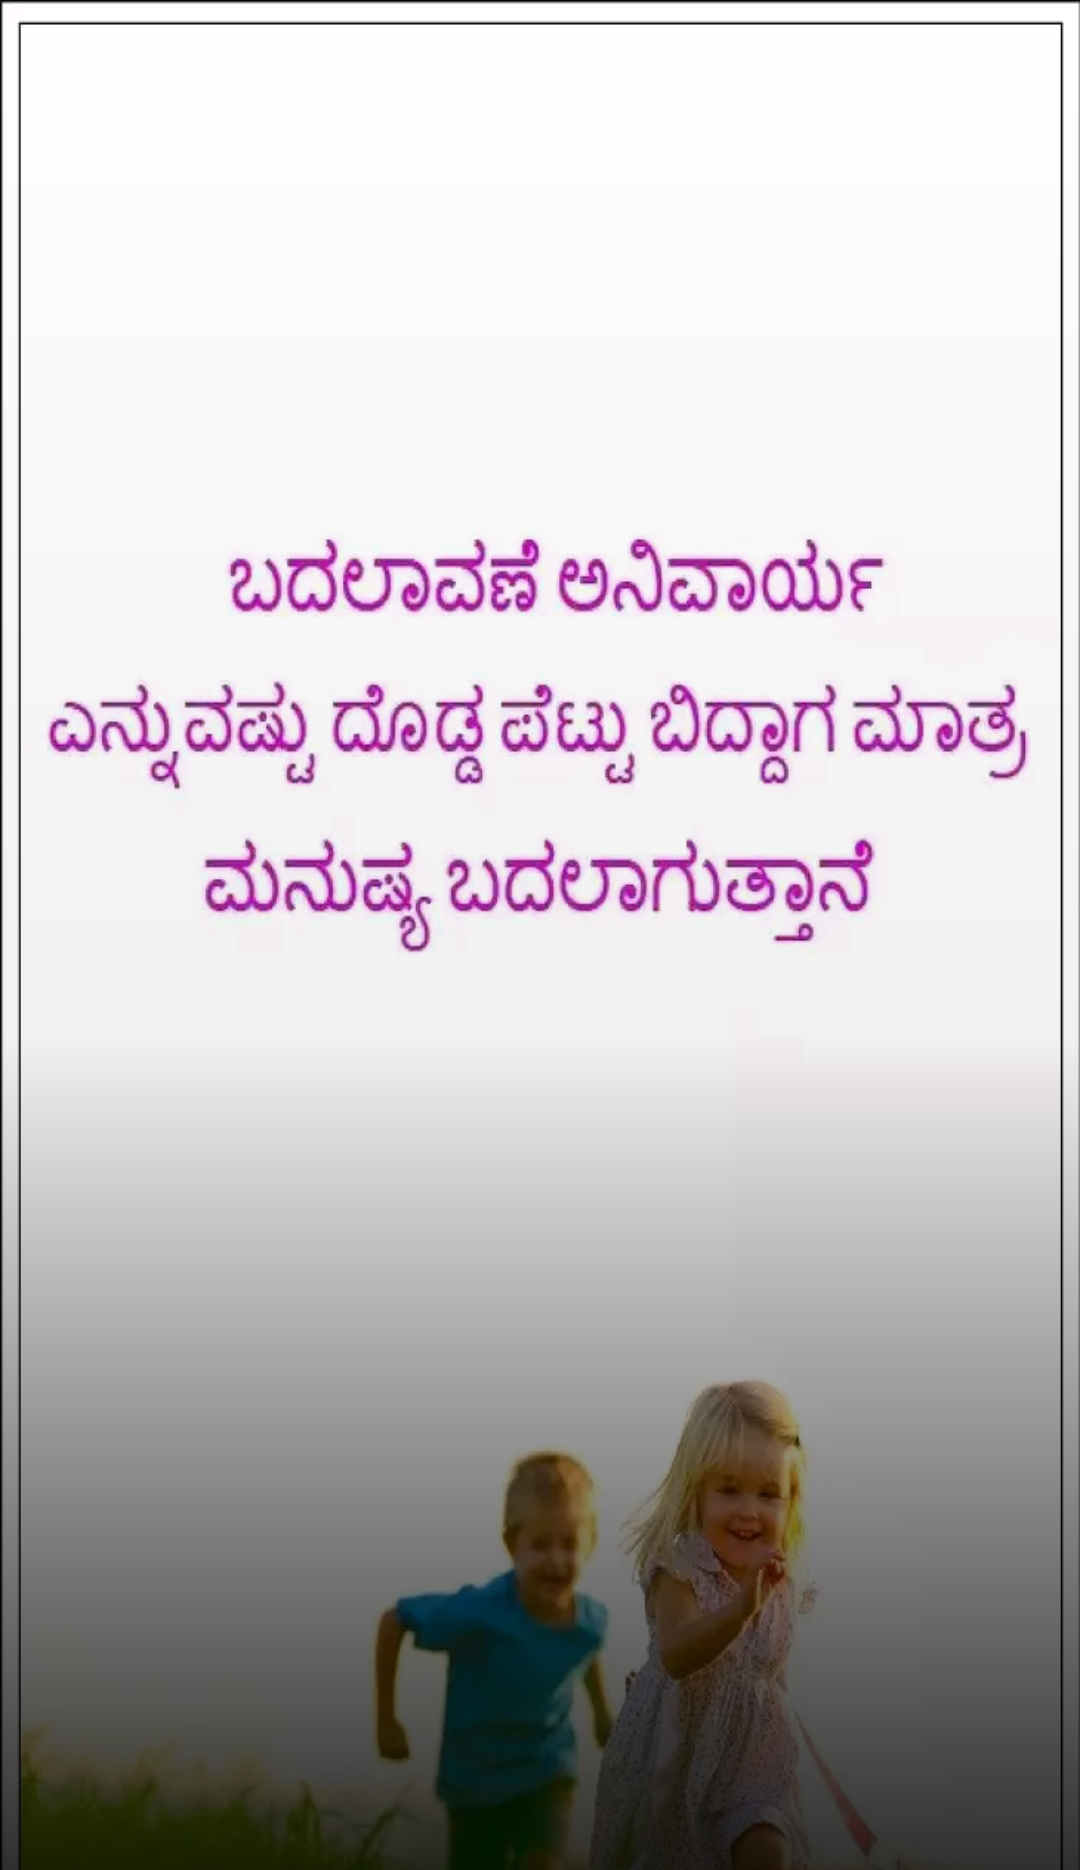 ಬದಲಾವಣೆ ಅನಿವಾರ್ಯ
ಎನ್ನುವಷ್ಟು ದೊಡ್ಡ ಪೆಟ್ಟು ಬಿದ್ದಾಗ ಮಾತ್ರ
ಮನುಷ್ಯ ಬದಲಾಗುತ್ತಾನೆ